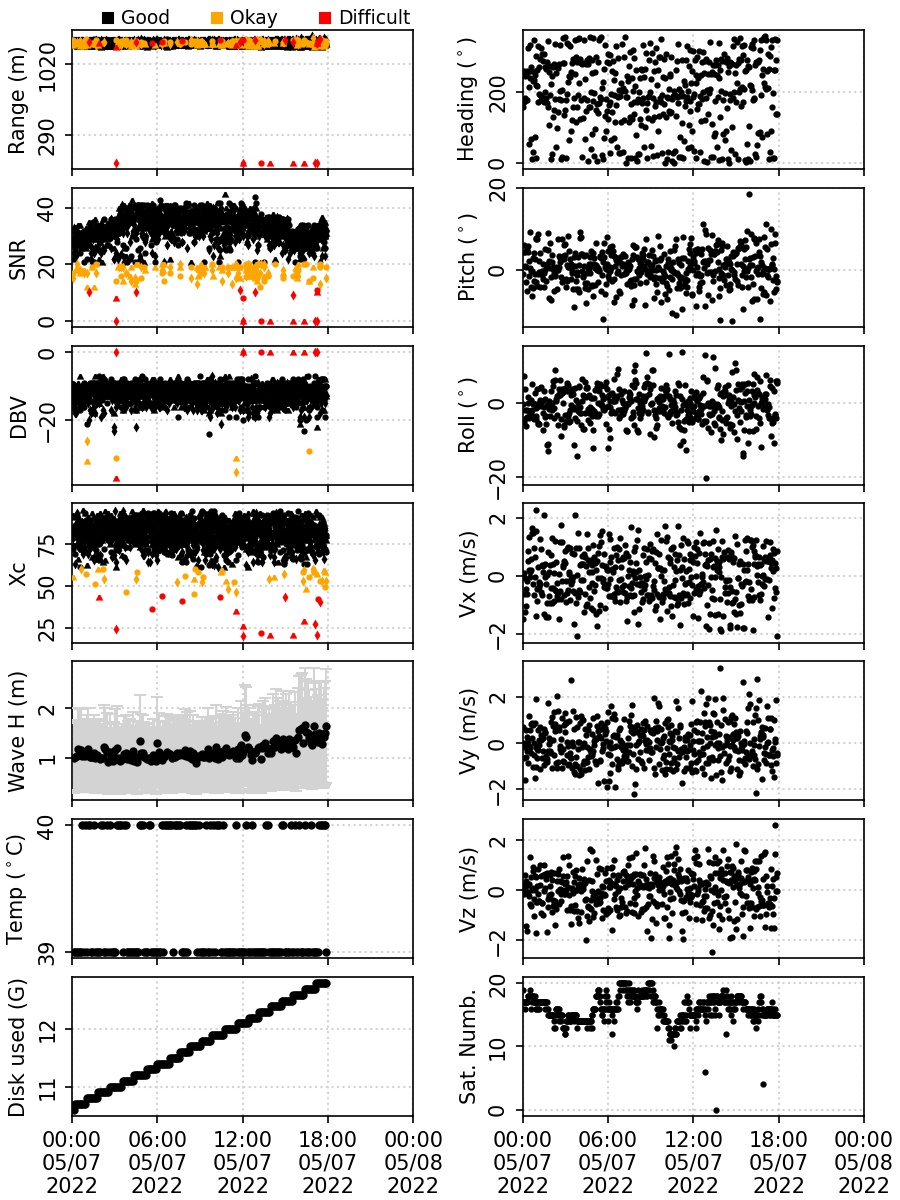 Good Okay Difficult
Range (m)
1020
290
Heading (°)
200
0
SNR
40
20
0
Pitch (°)
20
0
DBV
0
−20
Roll (°)
0
−20
Xc
75
50
25
Vx (m/s)
2
0
−2
Wave H (m)
2
1
Vy (m/s)
2
0
−2
Temp (°C)
40
39
Vz (m/s)
2
0
−2
Disk used (G)
12
11
Sat. Numb.
20
10
0
00:00 06:00 12:00 18:00 00:00
05/07 05/07 05/07 05/07 05/08
2022 2022 2022 2022 2022
00:00 06:00 12:00 18:00 00:00
05/07 05/07 05/07 05/07 05/08
2022 2022 2022 2022 2022